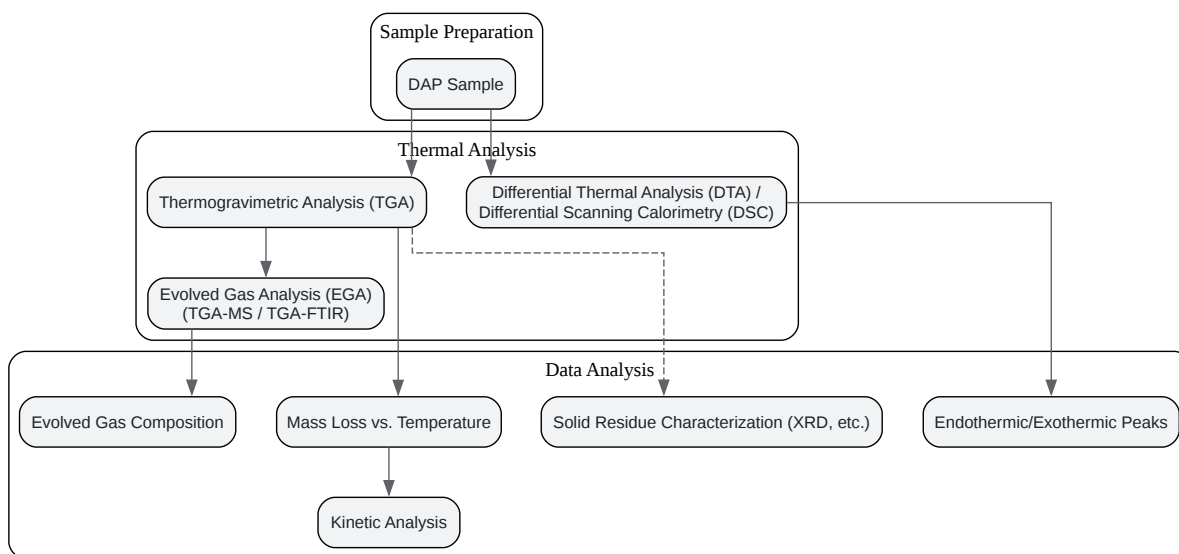 Sample Preparation
DAP Sample
Thermal Analysis
Thermogravimetric Analysis (TGA)
Differential Thermal Analysis (DTA) /
Differential Scanning Calorimetry (DSC)
Evolved Gas Analysis (EGA)
(TGA-MS / TGA-FTIR)
Data Analysis
Evolved Gas Composition
Mass Loss vs. Temperature
Solid Residue Characterization (XRD, etc.)
Endothermic/Exothermic Peaks
Kinetic Analysis